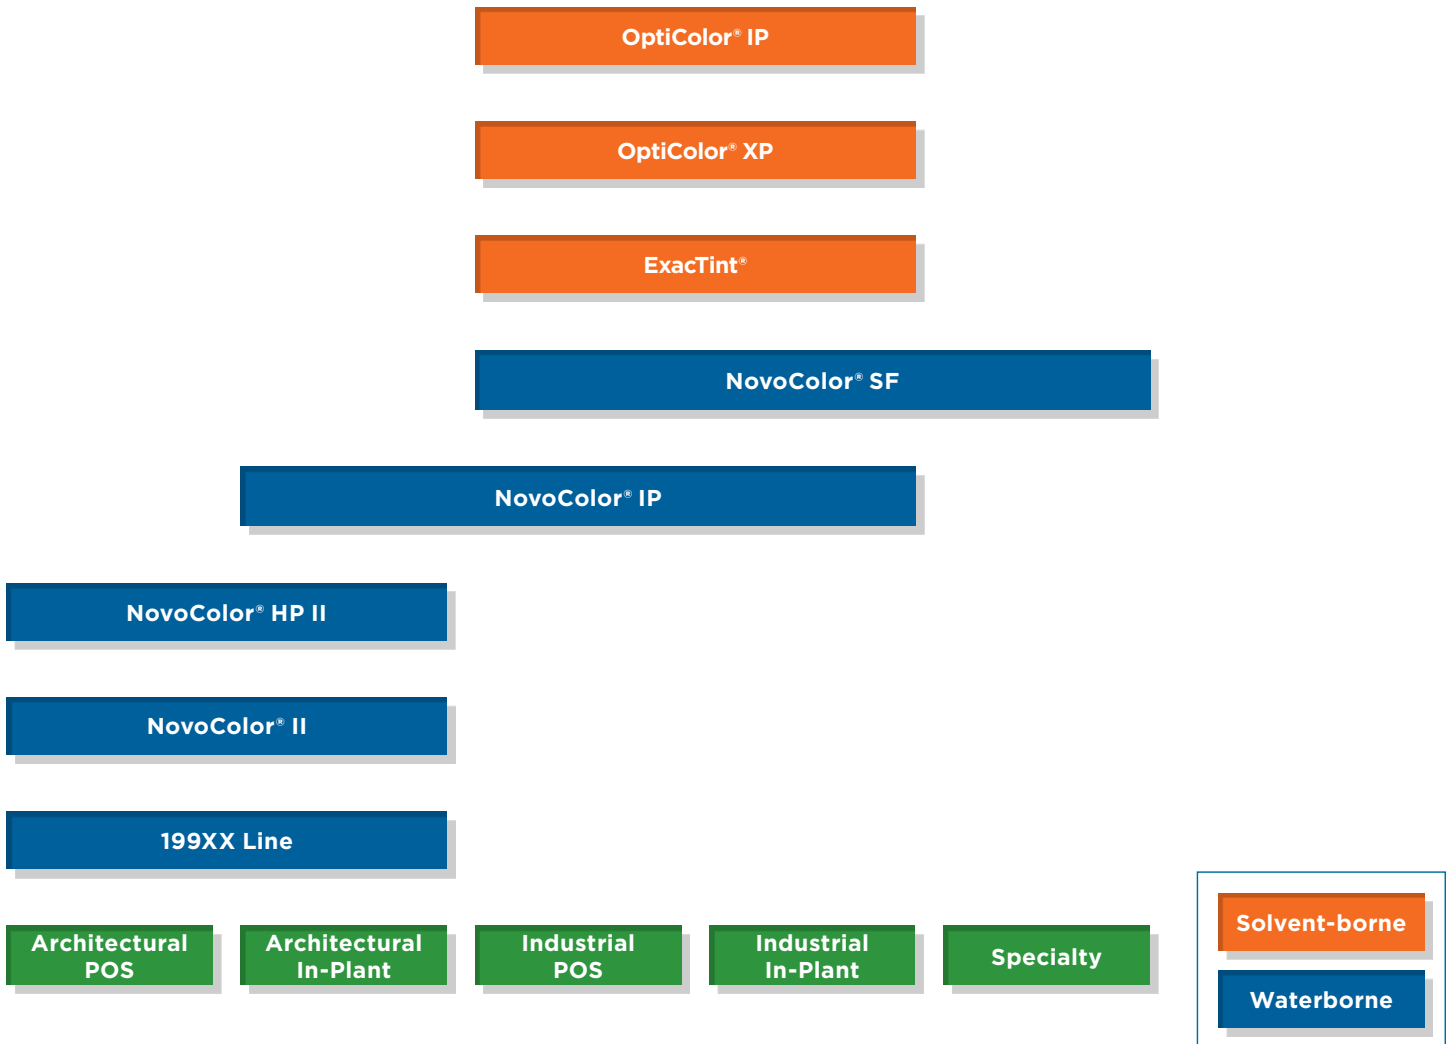 OptiColor® IP
OptiColor® XP
ExacTint®
NovoColor® SF
NovoColor® IP
NovoColor® HP II
NovoColor® II
199XX Line
Architectural
POS
Architectural
In-Plant
Industrial
POS
Industrial
In-Plant
Specialty
Solvent-borne
Waterborne